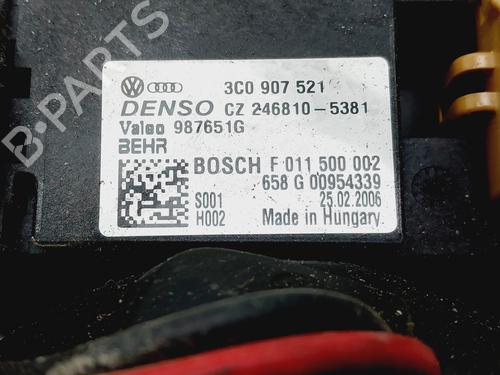 B-PARTS
3C0 907 521
DENSO CZ 246810-5381
Valeo 987651G
BEHR
BOSCH F 011 500 002
658 G 00954339
S001 25.02.2006
H002 Made in Hungary.